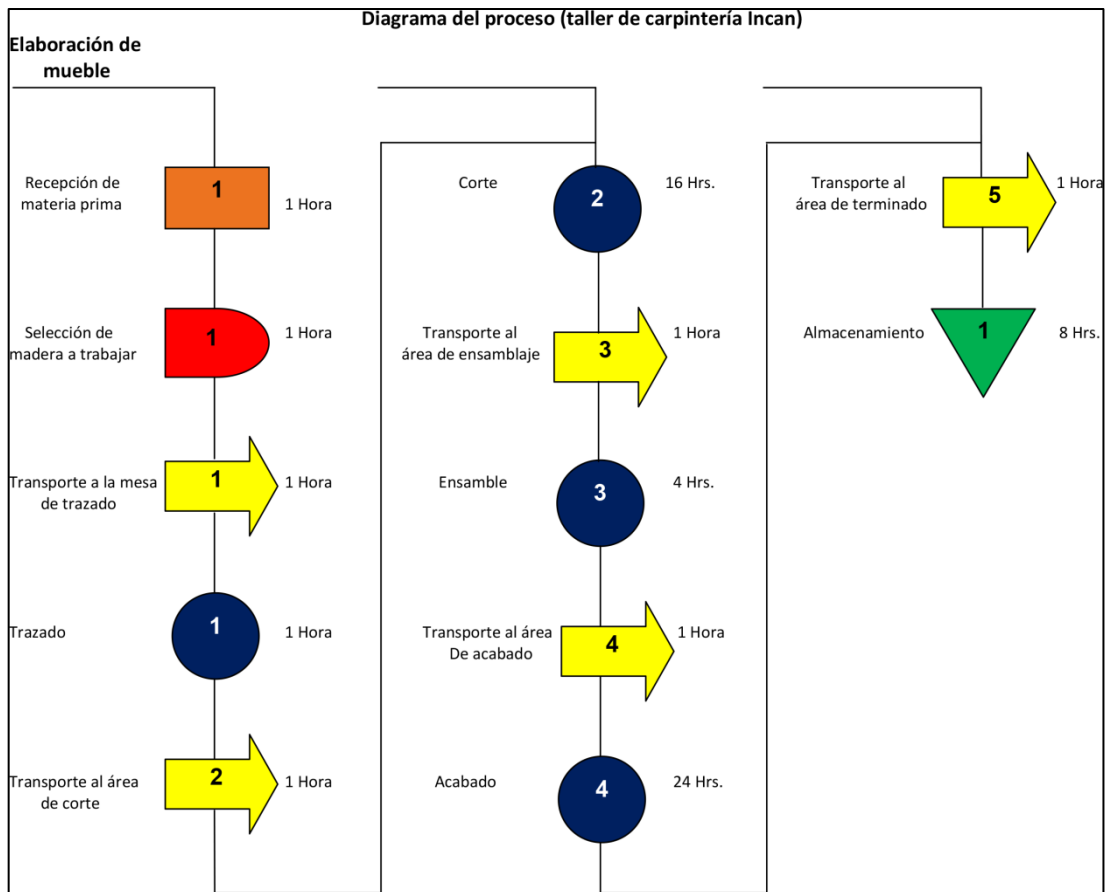 Diagrama del proceso (taller de carpintería Incan)
Elaboración de
mueble
Recepción de
materia prima
1
1 Hora
Selección de
madera a trabajar
1
1 Hora
Transporte a la mesa
de trazado
1
1 Hora
Trazado
1
1 Hora
Transporte al área
de corte
2
1 Hora
Corte
2
16 Hrs.
Transporte al
área de ensamblaje
3
1 Hora
Ensamble
3
4 Hrs.
Transporte al área
De acabado
4
1 Hora
Acabado
4
24 Hrs.
Transporte al
área de terminado
5
1 Hora
Almacenamiento
1
8 Hrs.